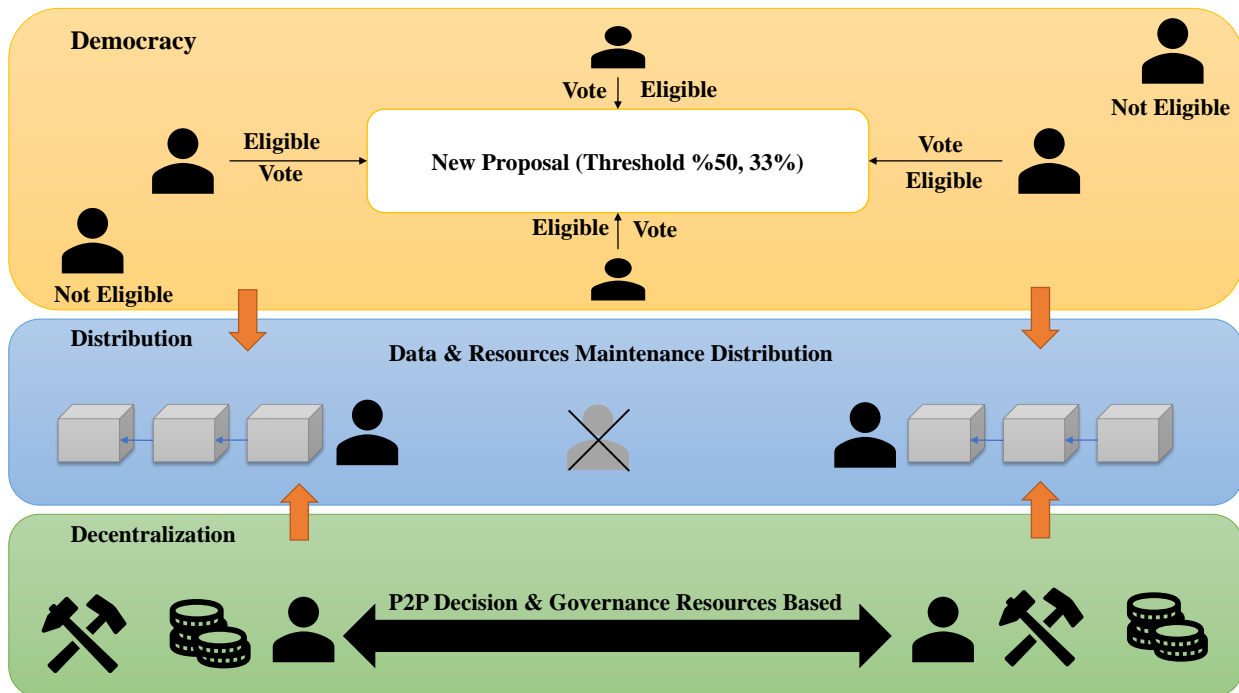 Democracy
Vote Eligible
Not Eligible
Eligible
Vote
New Proposal (Threshold %50, 33%)
Vote
Eligible
Eligible Vote
Not Eligible
Distribution
Data & Resources Maintenance Distribution
Decentralization
P2P Decision & Governance Resources Based